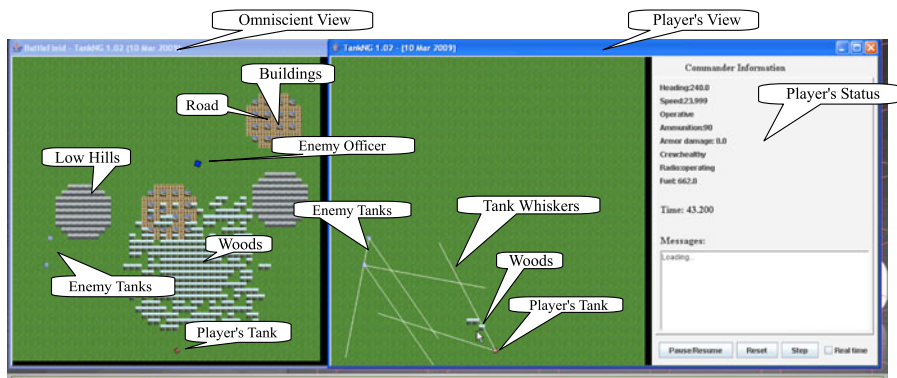 Omniscient View
Player's View
BattleField - TankNG 1.02 (10 Mar 2009)
TankNG 1.02 - (10 Mar 2009)
Buildings
Road
Enemy Officer
Low Hills
Woods
Enemy Tanks
Player's Tank
Enemy Tanks
Tank Whiskers
Woods
Player's Tank
Commander Information
Player's Status
Heading:240.0
Speed:23.999
Operative
Ammunition:90
Armor damage: 0.0
Crew:healthy
Radio:operating
Fuel: 662.0
Time: 43.200
Messages:
Loading...
Pause/Resume Reset Step Real time